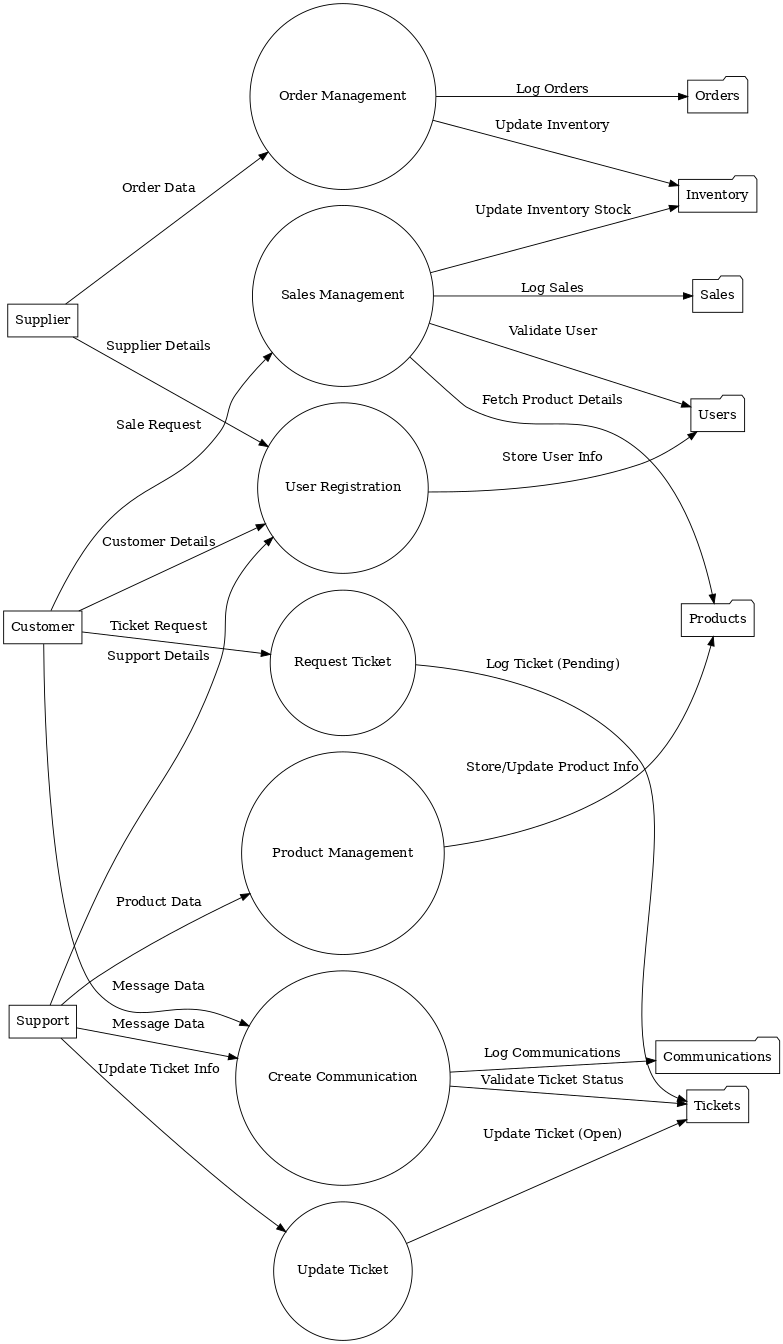 Order Management
Log Orders
Orders
Update Inventory
Order Data
Inventory
Update Inventory Stock
Sales Management
Log Sales
Sales
Supplier
Validate User
Supplier Details
Fetch Product Details
Users
Sale Request
Store User Info
User Registration
Customer Details
Products
Customer
Ticket Request
Support Details
Request Ticket
Log Ticket (Pending)
Store/Update Product Info
Product Management
Product Data
Message Data
Support
Message Data
Log Communications
Communications
Update Ticket Info
Create Communication
Validate Ticket Status
Tickets
Update Ticket (Open)
Update Ticket